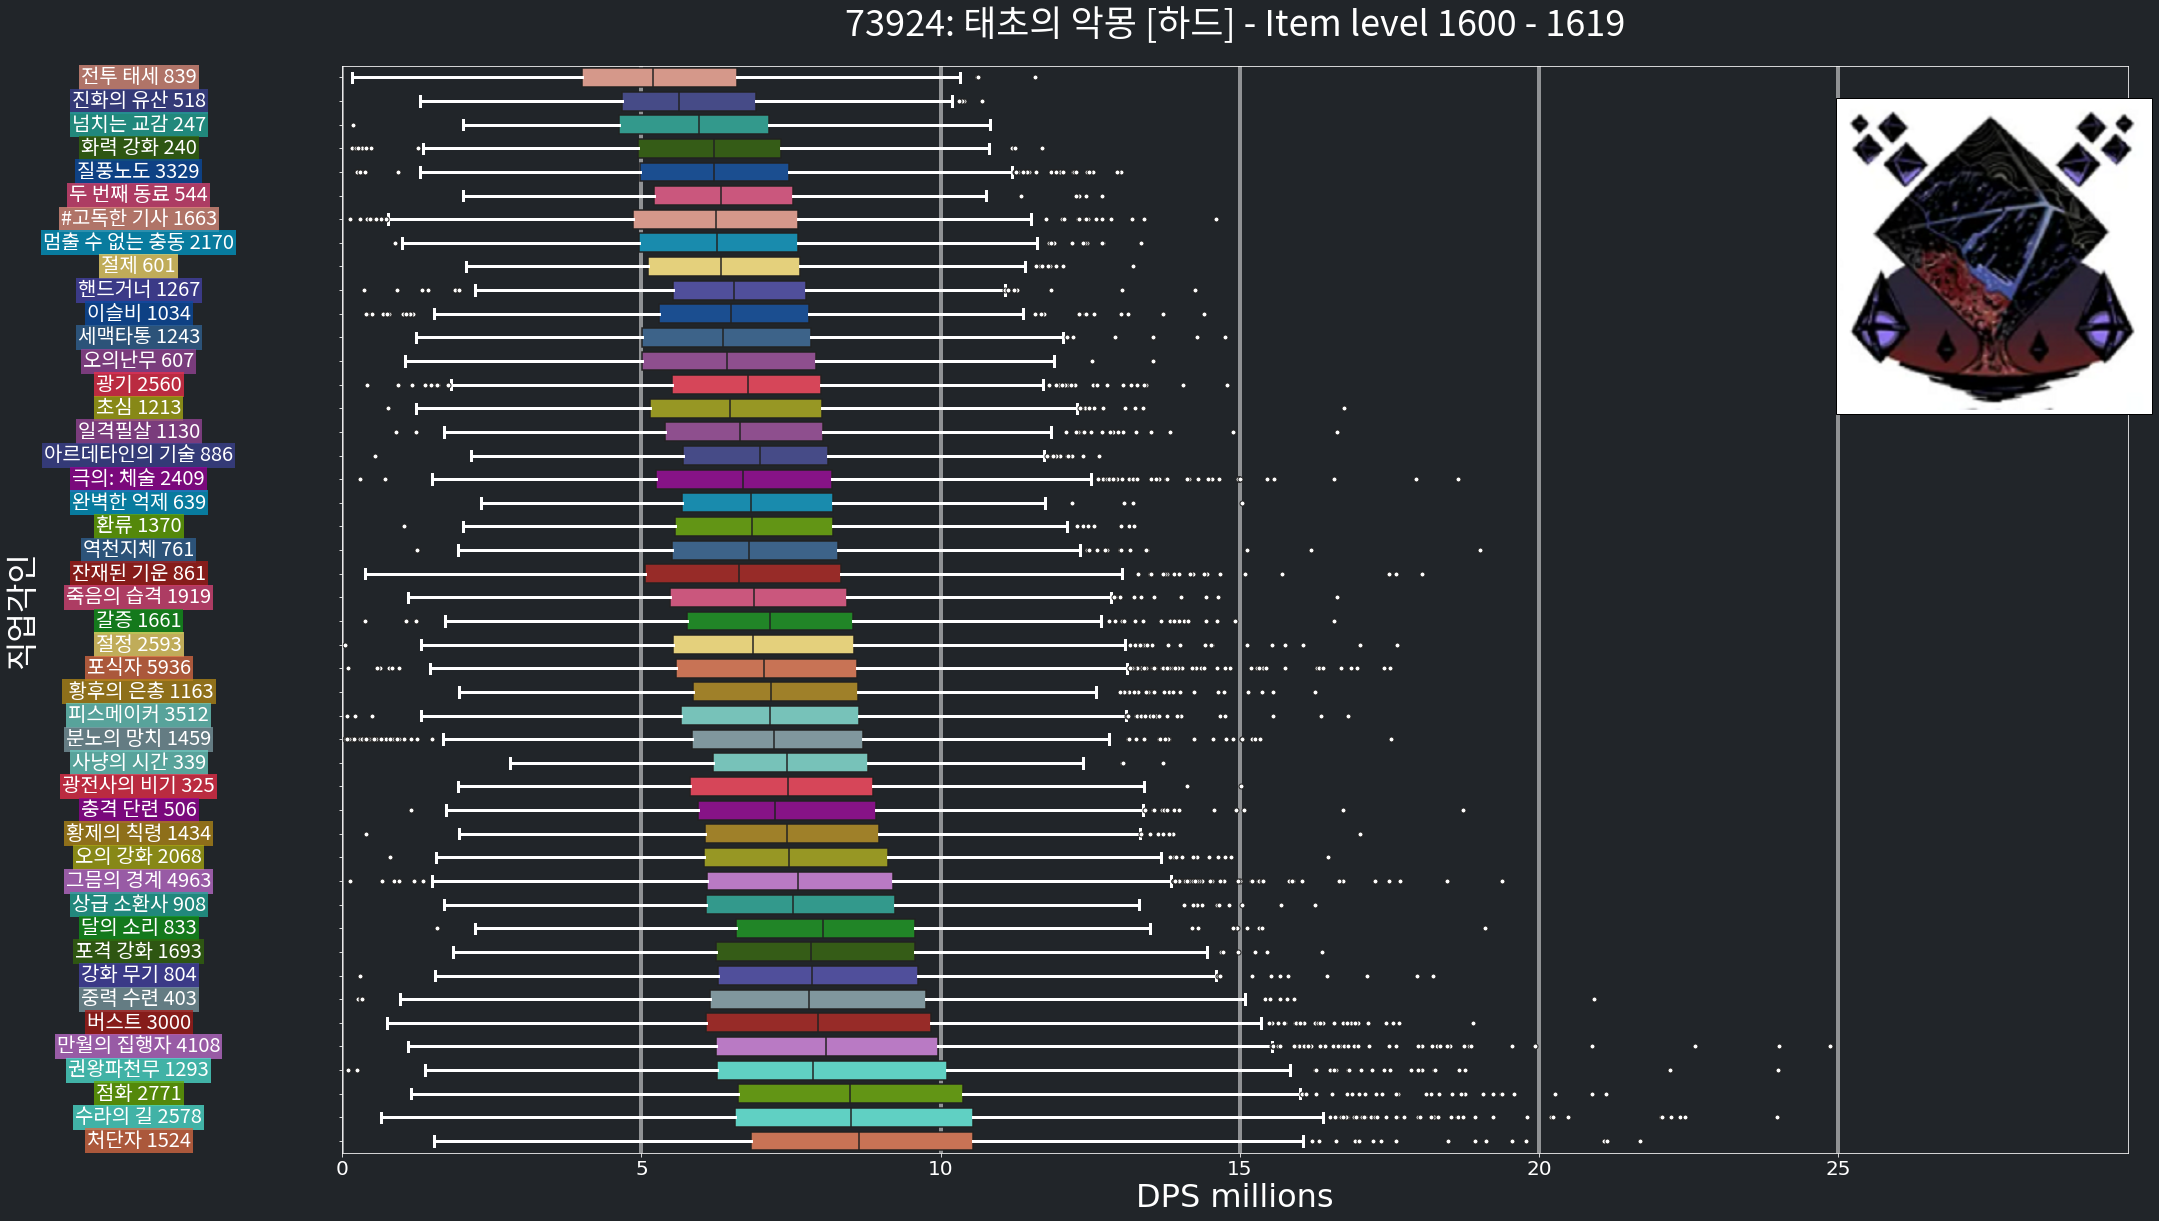 73924: 태초의 악몽 [하드] - Item level 1600 - 1619
전투 태세 839
진화의 유산 518
넘치는 교감 247
화력 강화 240
질풍노도 3329
두 번째 동료 544
#고독한 기사 1663
멈출 수 없는 충동 2170
절제 601
핸드거너 1267
이슬비 1034
세맥타통 1243
오의난무 607
광기 2560
초심 1213
일격필살 1130
아르데타인의 기술 886
극의: 체술 2409
완벽한 억제 639
환류 1370
역천지체 761
잔재된 기운 861
죽음의 습격 1919
갈증 1661
절정 2593
포식자 5936
황후의 은총 1163
피스메이커 3512
분노의 망치 1459
사냥의 시간 339
광전사의 비기 325
충격 단련 506
황제의 칙령 1434
오의 강화 2068
그믐의 경계 4963
상급 소환사 908
달의 소리 833
포격 강화 1693
강화 무기 804
중력 수련 403
버스트 3000
만월의 집행자 4108
권왕파천무 1293
점화 2771
수라의 길 2578
처단자 1524
직업각인
0 5 10 15 20 25
DPS millions